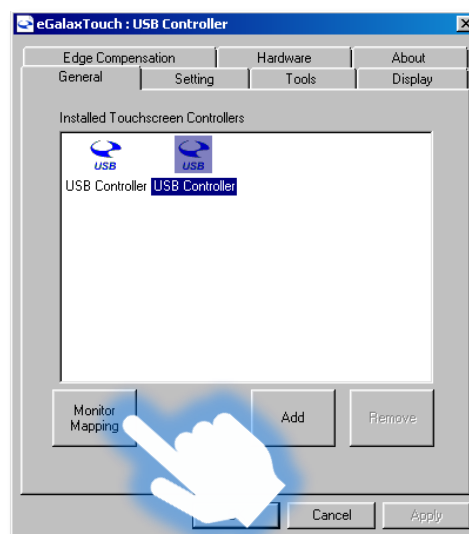 eGalaxTouch : USB Controller
Edge Compensation Hardware About
General Setting Tools Display
Installed Touchscreen Controllers
USB USB
USB Controller USB Controller
Monitor
Mapping
Add
Remove
Cancel
Apply